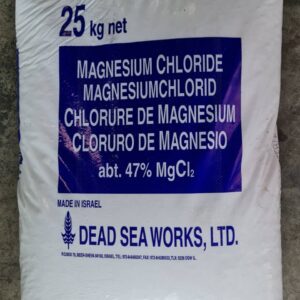 25 kg net
MAGNESIUM CHLORIDE
MAGNESIUMCHLORID
CHLORURE DE MAGNESIUM
CLORURO DE MAGNESIO
abt. 47% MgCl₂
MADE IN ISRAEL
DEAD SEA WORKS, LTD.